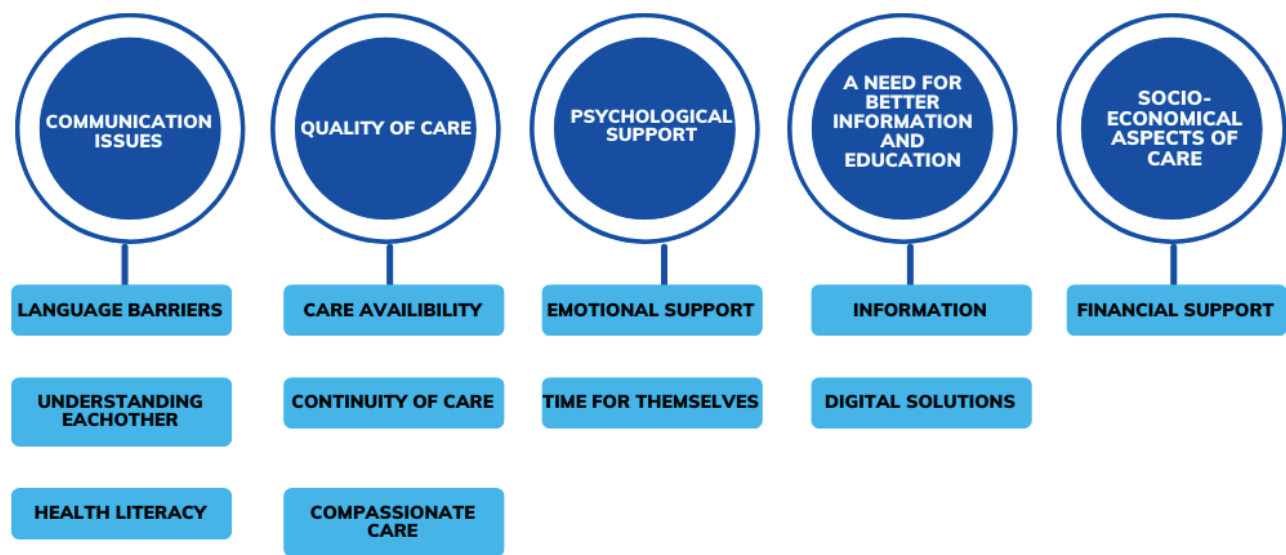 COMMUNICATION
ISSUES
QUALITY OF CARE
PSYCHOLOGICAL
SUPPORT
A NEED FOR
BETTER
INFORMATION
AND
EDUCATION
SOCIO-
ECONOMICAL
ASPECTS OF
CARE
LANGUAGE BARRIERS
CARE AVAILIBILITY
EMOTIONAL SUPPORT
INFORMATION
FINANCIAL SUPPORT
UNDERSTANDING
EACHOTHER
CONTINUITY OF CARE
TIME FOR THEMSELVES
DIGITAL SOLUTIONS
HEALTH LITERACY
COMPASSIONATE
CARE